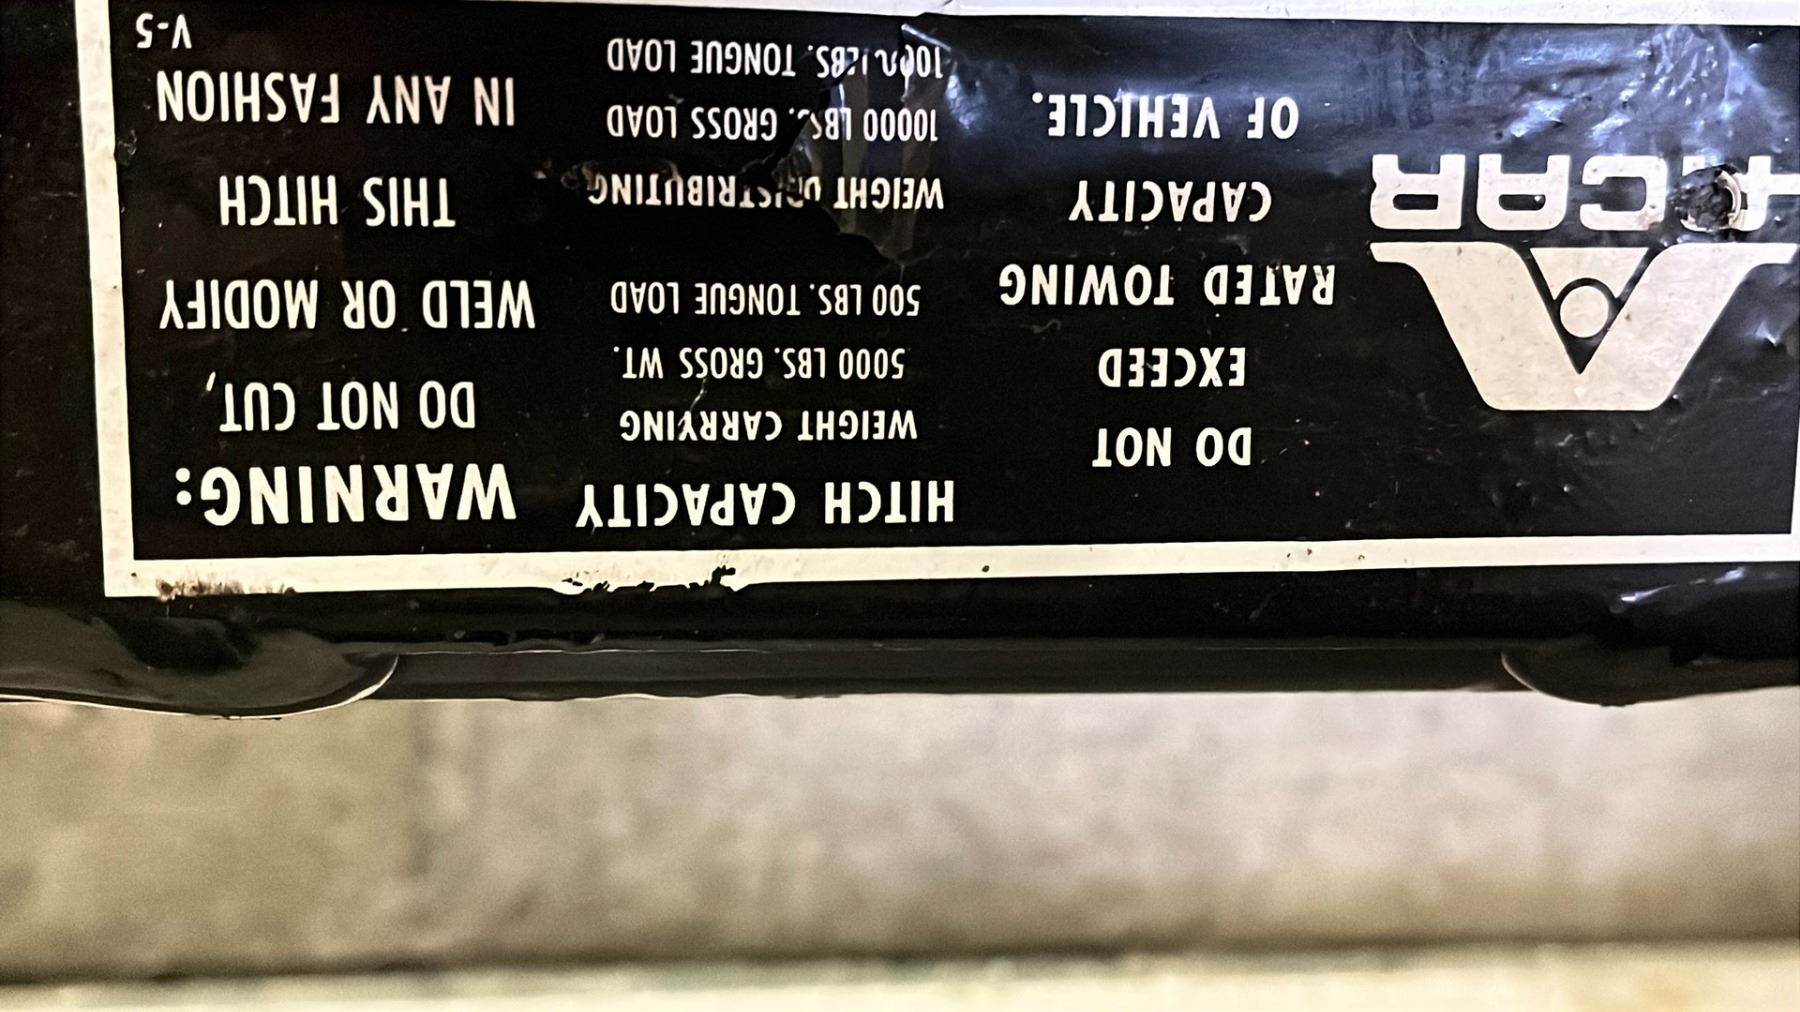 DO NOT
EXCEED
RATED TOWING
CAPACITY
OF VEHICLE.
HITCH CAPACITY
WEIGHT CARRYING
5000 LBS. GROSS WT.
500 LBS. TONGUE LOAD
WEIGHT DISTRIBUTING
10000 LBS. GROSS LOAD
1000 LBS. TONGUE LOAD
WARNING:
DO NOT CUT,
WELD OR MODIFY
THIS HITCH
IN ANY FASHION
V-5